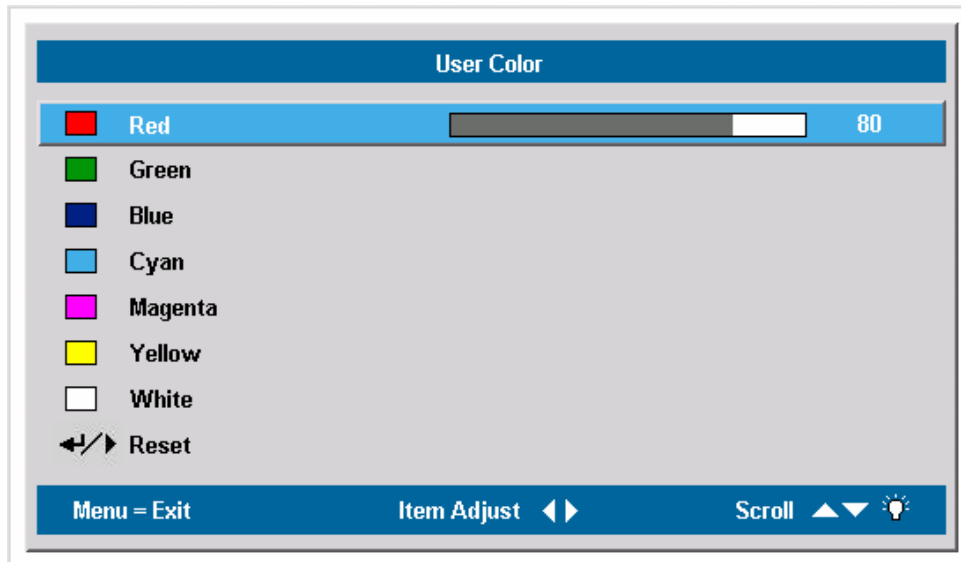 User Color
Red 80
Green
Blue
Cyan
Magenta
Yellow
White
Reset
Menu = Exit Item Adjust Scroll